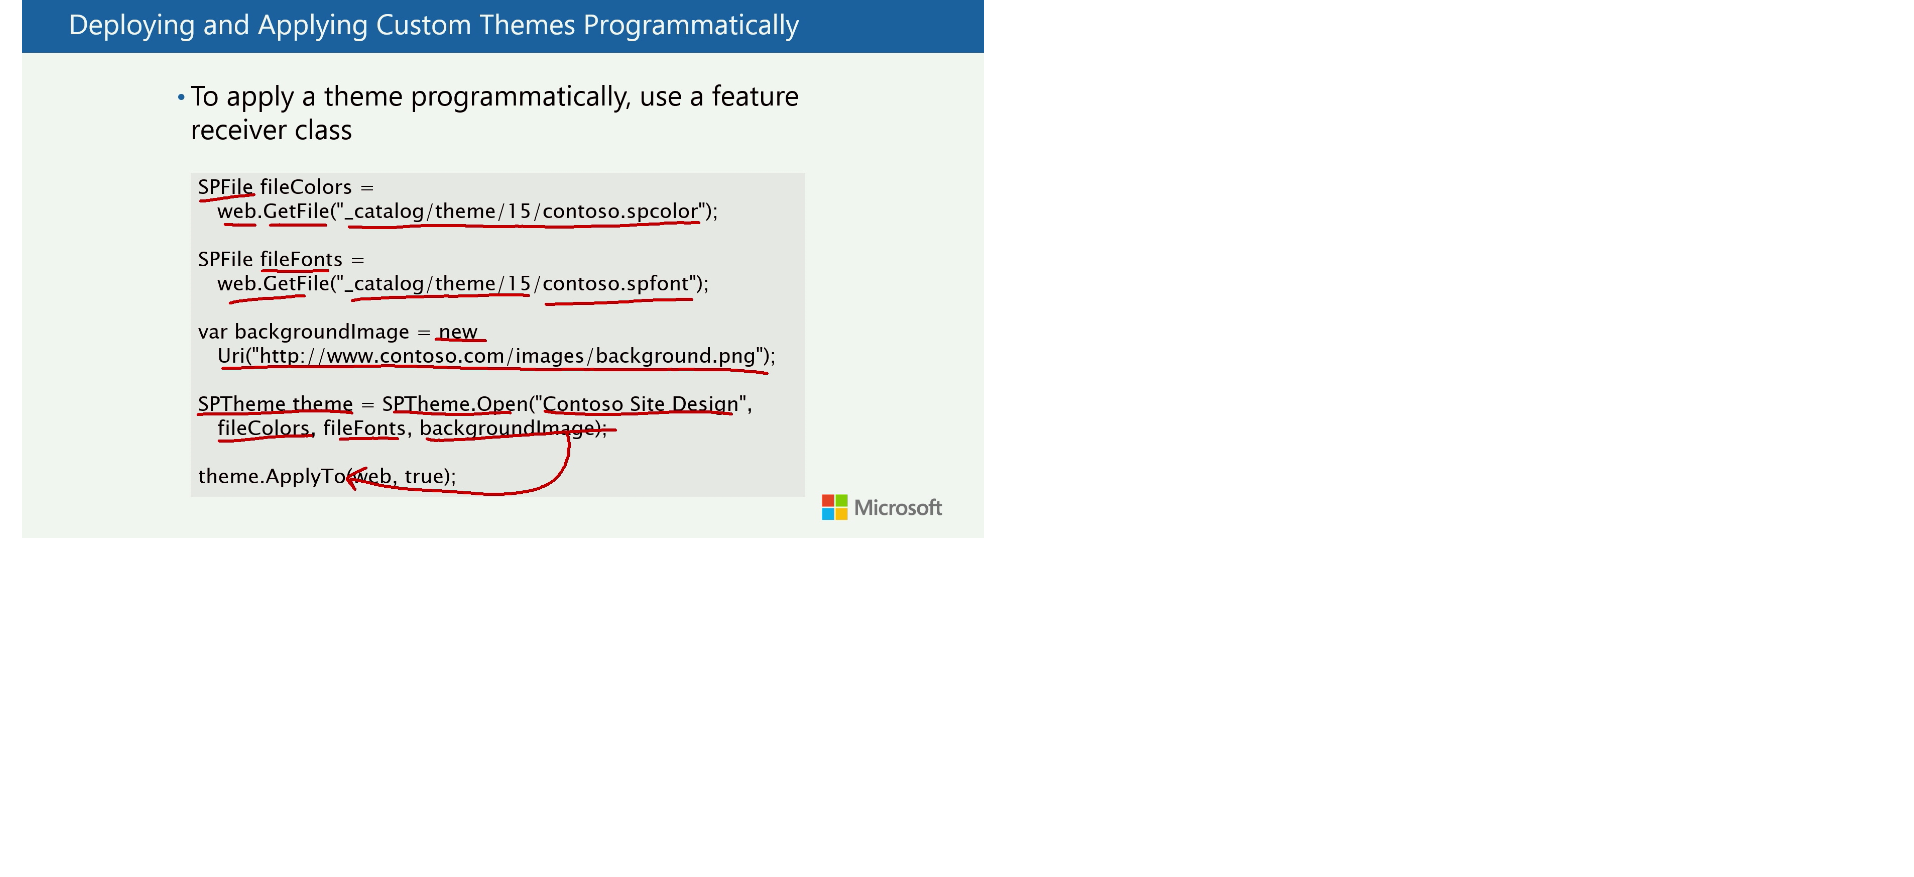 Deploying and Applying Custom Themes Programmatically
• To apply a theme programmatically, use a feature
receiver class
SPFile fileColors =
web.GetFile("_catalog/theme/15/contoso.spcolor");
SPFile fileFonts =
web.GetFile("_catalog/theme/15/contoso.spfont");
var backgroundImage = new
Uri("http://www.contoso.com/images/background.png");
SPTheme theme = SPTheme.Open("Contoso Site Design",
fileColors, fileFonts, backgroundImage);
theme.ApplyTo(web, true);
Microsoft